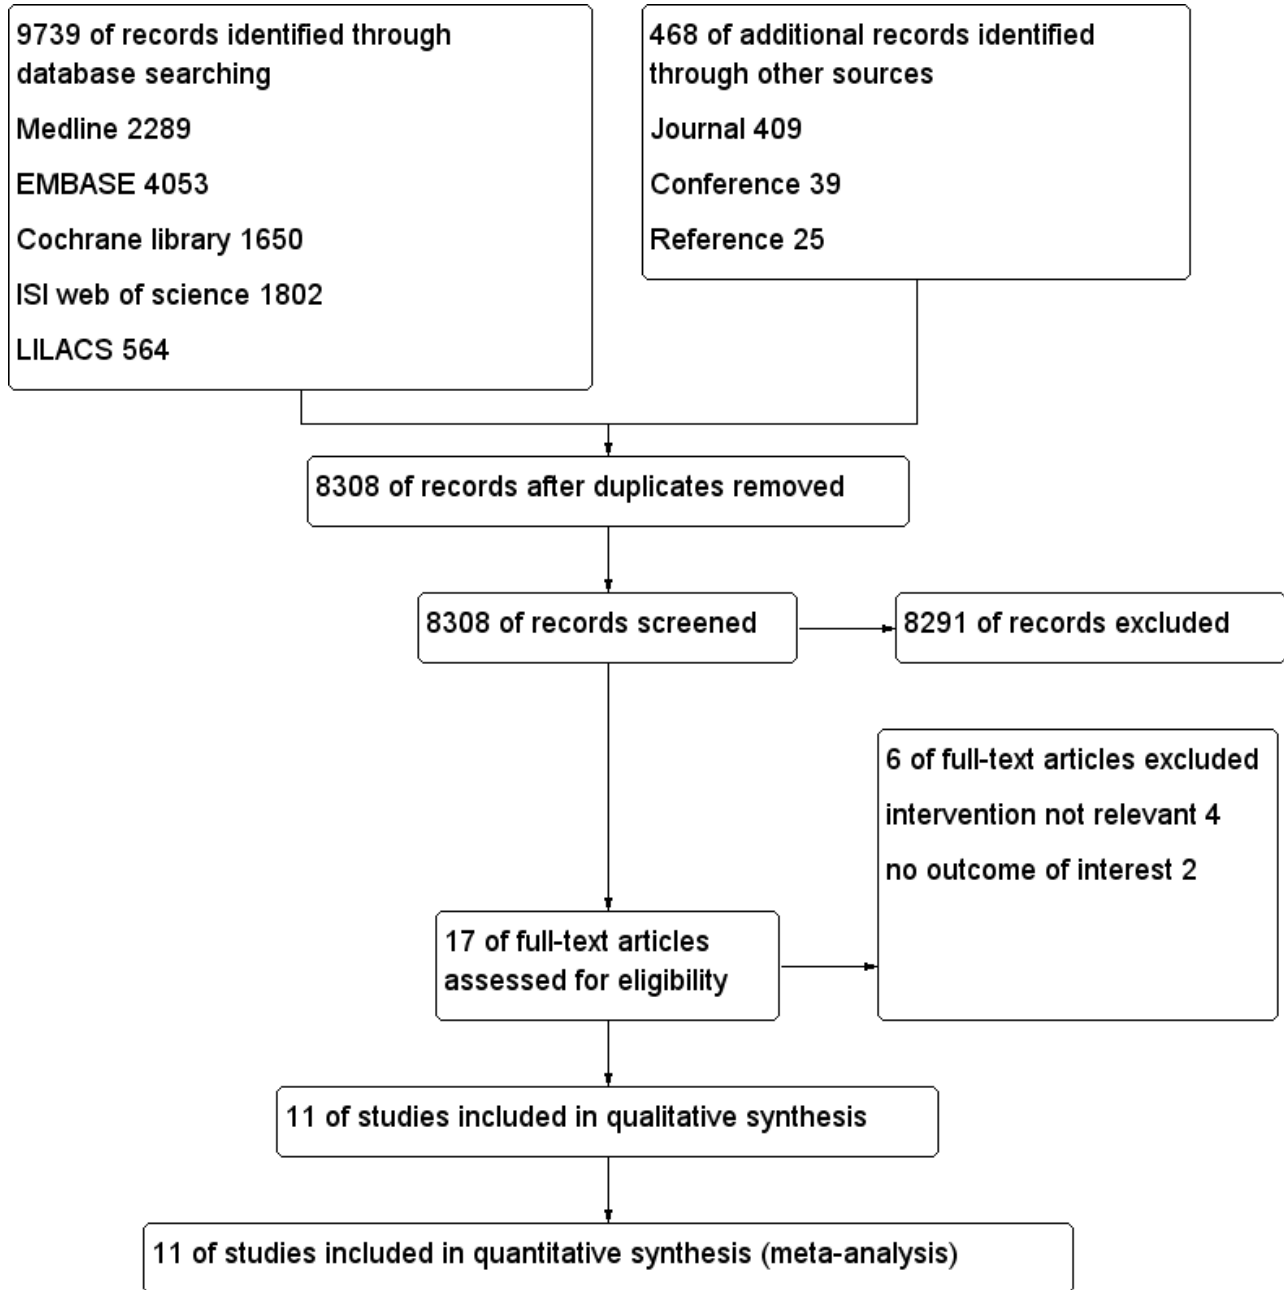 9739 of records identified through
database searching
Medline 2289
EMBASE 4053
Cochrane library 1650
ISI web of science 1802
LILACS 564
468 of additional records identified
through other sources
Journal 409
Conference 39
Reference 25
8308 of records after duplicates removed
8308 of records screened
8291 of records excluded
6 of full-text articles excluded
intervention not relevant 4
no outcome of interest 2
17 of full-text articles
assessed for eligibility
11 of studies included in qualitative synthesis
11 of studies included in quantitative synthesis (meta-analysis)